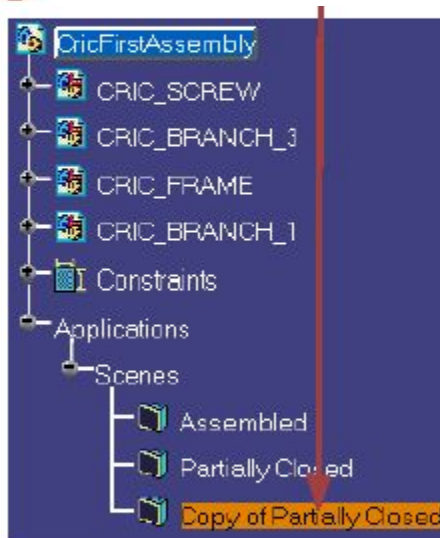 CricFirstAssembly
CRIC_SCREW
CRIC_BRANCH_3
CRIC_FRAME
CRIC_BRANCH_1
Constraints
Applications
Scenes
Assembled
Partially Closed
Copy of Partially Closed